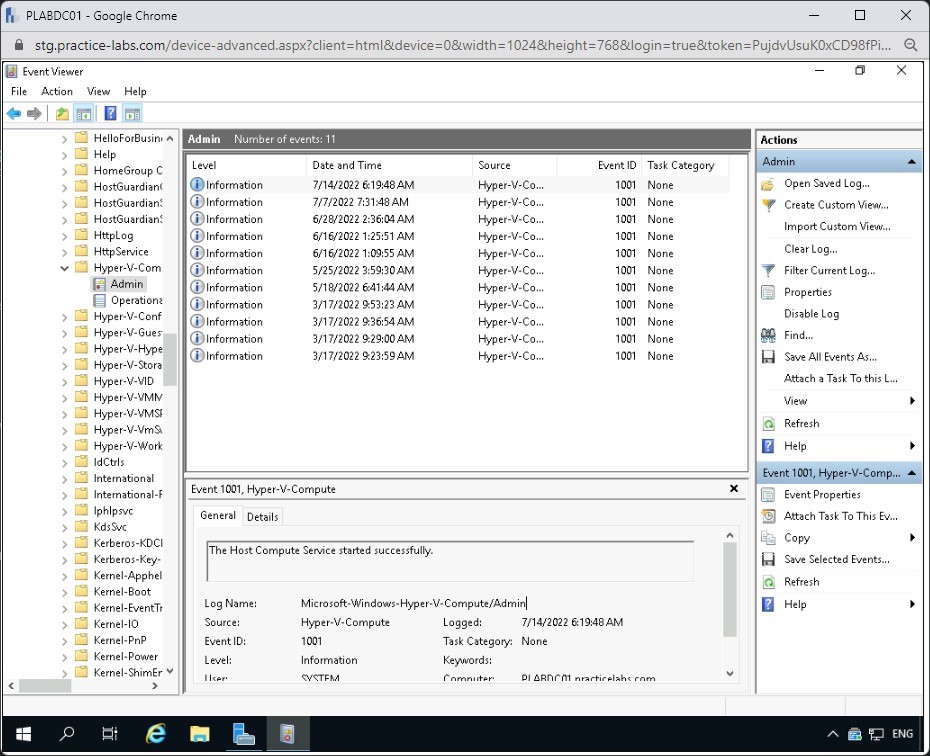 PLABDC01 - Google Chrome
stg.practice-labs.com/device-advanced.aspx?client=html&device=0&width=1024&height=768&login=true&token=PujdvUsuK0xCD98fPi...
Event Viewer
File Action View Help
HelloForBusin
Help
HomeGroup C
HostGuardian
HostGuardian
HostGuardian
HttpLog
HttpService
Hyper-V-Com
Admin
Operationa
Hyper-V-Conf
Hyper-V-Gues
Hyper-V-Hype
Hyper-V-Stora
Hyper-V-VID
Hyper-V-VMM
Hyper-V-VMSP
Hyper-V-VmSw
Hyper-V-Work
IdCtrls
International
International-F
Iphlpsvc
KdsSvc
Kerberos-KDCI
Kerberos-Key-
Kernel-Apphel
Kernel-Boot
Kernel-EventTr
Kernel-IO
Kernel-PnP
Kernel-Power
Kernel-ShimEr
Admin Number of events: 11
Level Date and Time Source Event ID Task Category
Information 7/14/2022 6:19:48 AM Hyper-V-Co... 1001 None
Information 7/7/2022 7:31:48 AM Hyper-V-Co... 1001 None
Information 6/28/2022 2:36:04 AM Hyper-V-Co... 1001 None
Information 6/16/2022 1:25:51 AM Hyper-V-Co... 1001 None
Information 6/16/2022 1:09:55 AM Hyper-V-Co... 1001 None
Information 5/25/2022 3:59:30 AM Hyper-V-Co... 1001 None
Information 5/18/2022 6:41:44 AM Hyper-V-Co... 1001 None
Information 3/17/2022 9:53:23 AM Hyper-V-Co... 1001 None
Information 3/17/2022 9:36:54 AM Hyper-V-Co... 1001 None
Information 3/17/2022 9:29:00 AM Hyper-V-Co... 1001 None
Information 3/17/2022 9:23:59 AM Hyper-V-Co... 1001 None
Event 1001, Hyper-V-Compute
General Details
The Host Compute Service started successfully.
Log Name: Microsoft-Windows-Hyper-V-Compute/Admin
Source: Hyper-V-Compute Logged: 7/14/2022 6:19:48 AM
Event ID: 1001 Task Category: None
Level: Information Keywords:
User: SYSTEM Computer: PLABDC01.practicelabs.com
Actions
Admin
Open Saved Log...
Create Custom View...
Import Custom View...
Clear Log...
Filter Current Log...
Properties
Disable Log
Find...
Save All Events As...
Attach a Task To this L...
View
Refresh
Help
Event 1001, Hyper-V-Comp...
Event Properties
Attach Task To This Ev...
Copy
Save Selected Events...
Refresh
Help
ENG